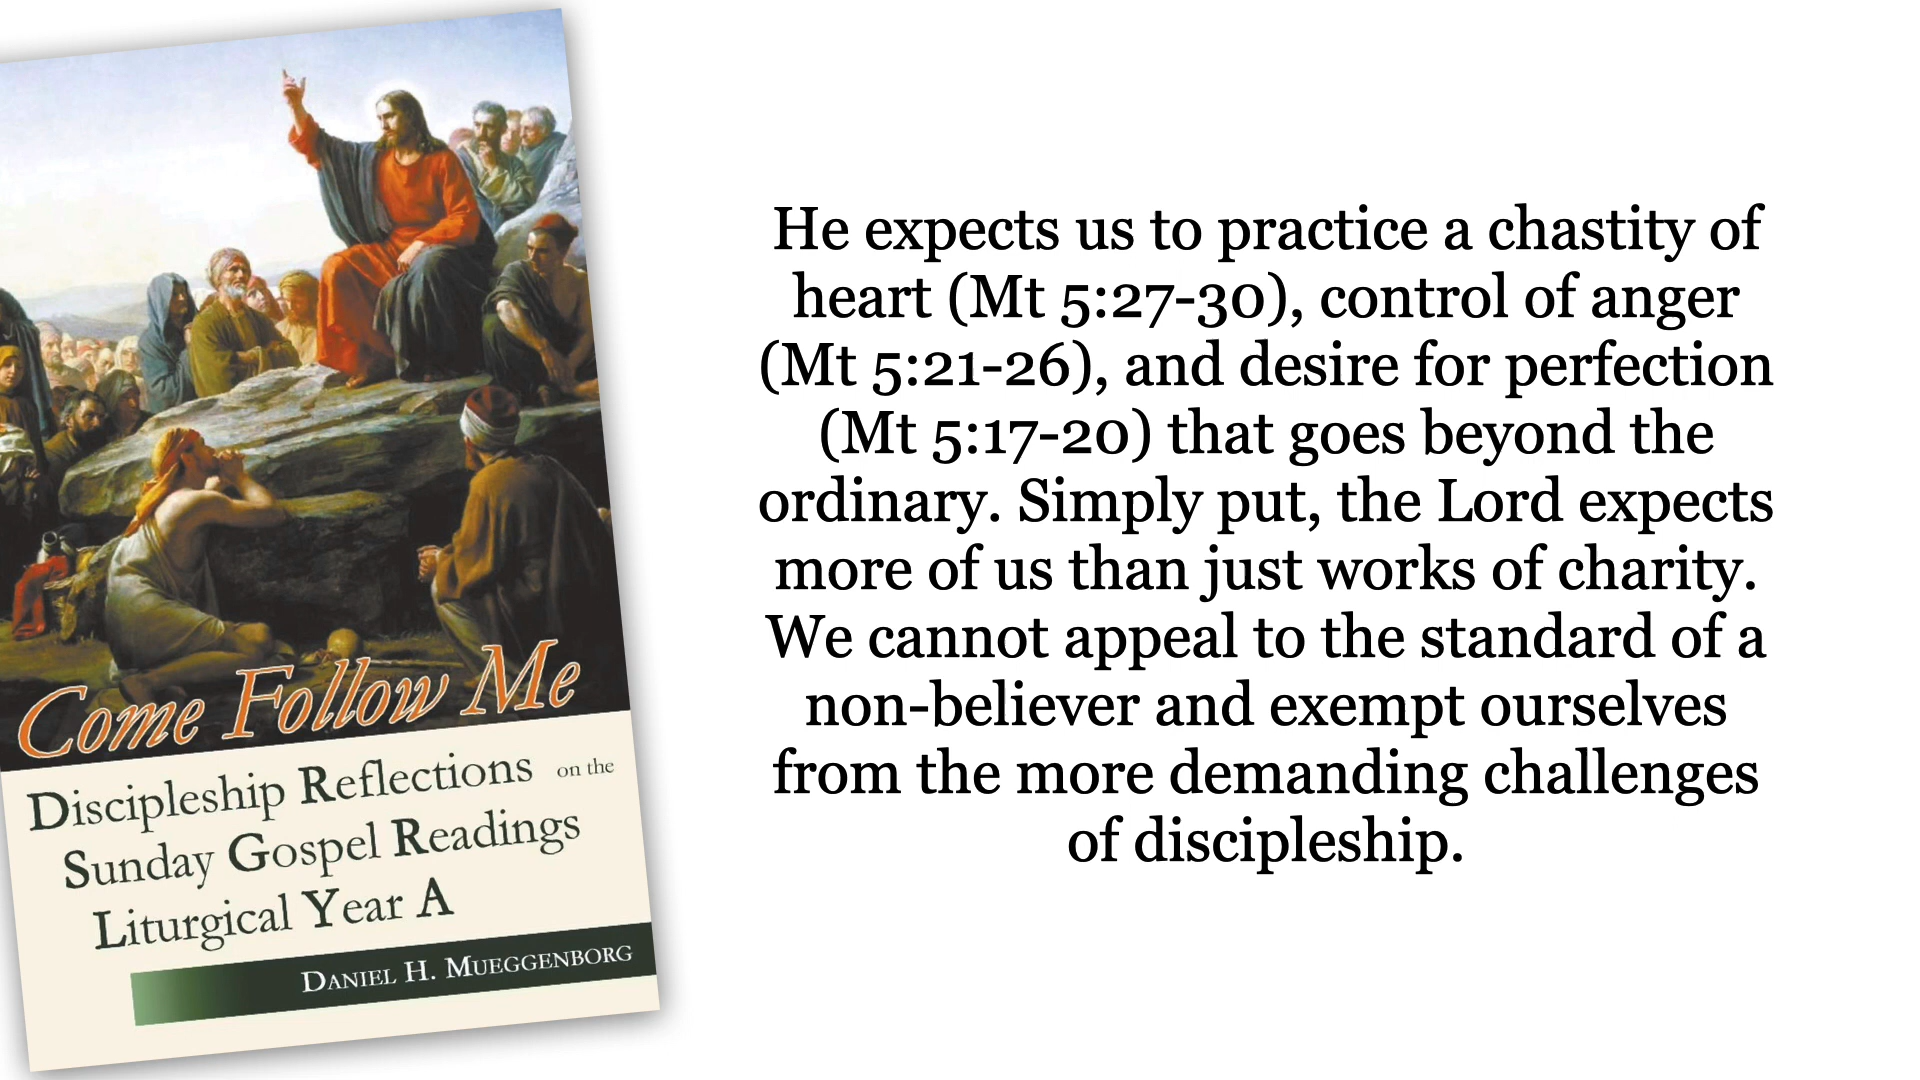 Come Follow Me
Discipleship Reflections on the
Sunday Gospel Readings
Liturgical Year A
DANIEL H. MUEGGENBORG
He expects us to practice a chastity of
heart (Mt 5:27-30), control of anger
(Mt 5:21-26), and desire for perfection
(Mt 5:17-20) that goes beyond the
ordinary. Simply put, the Lord expects
more of us than just works of charity.
We cannot appeal to the standard of a
non-believer and exempt ourselves
from the more demanding challenges
of discipleship.